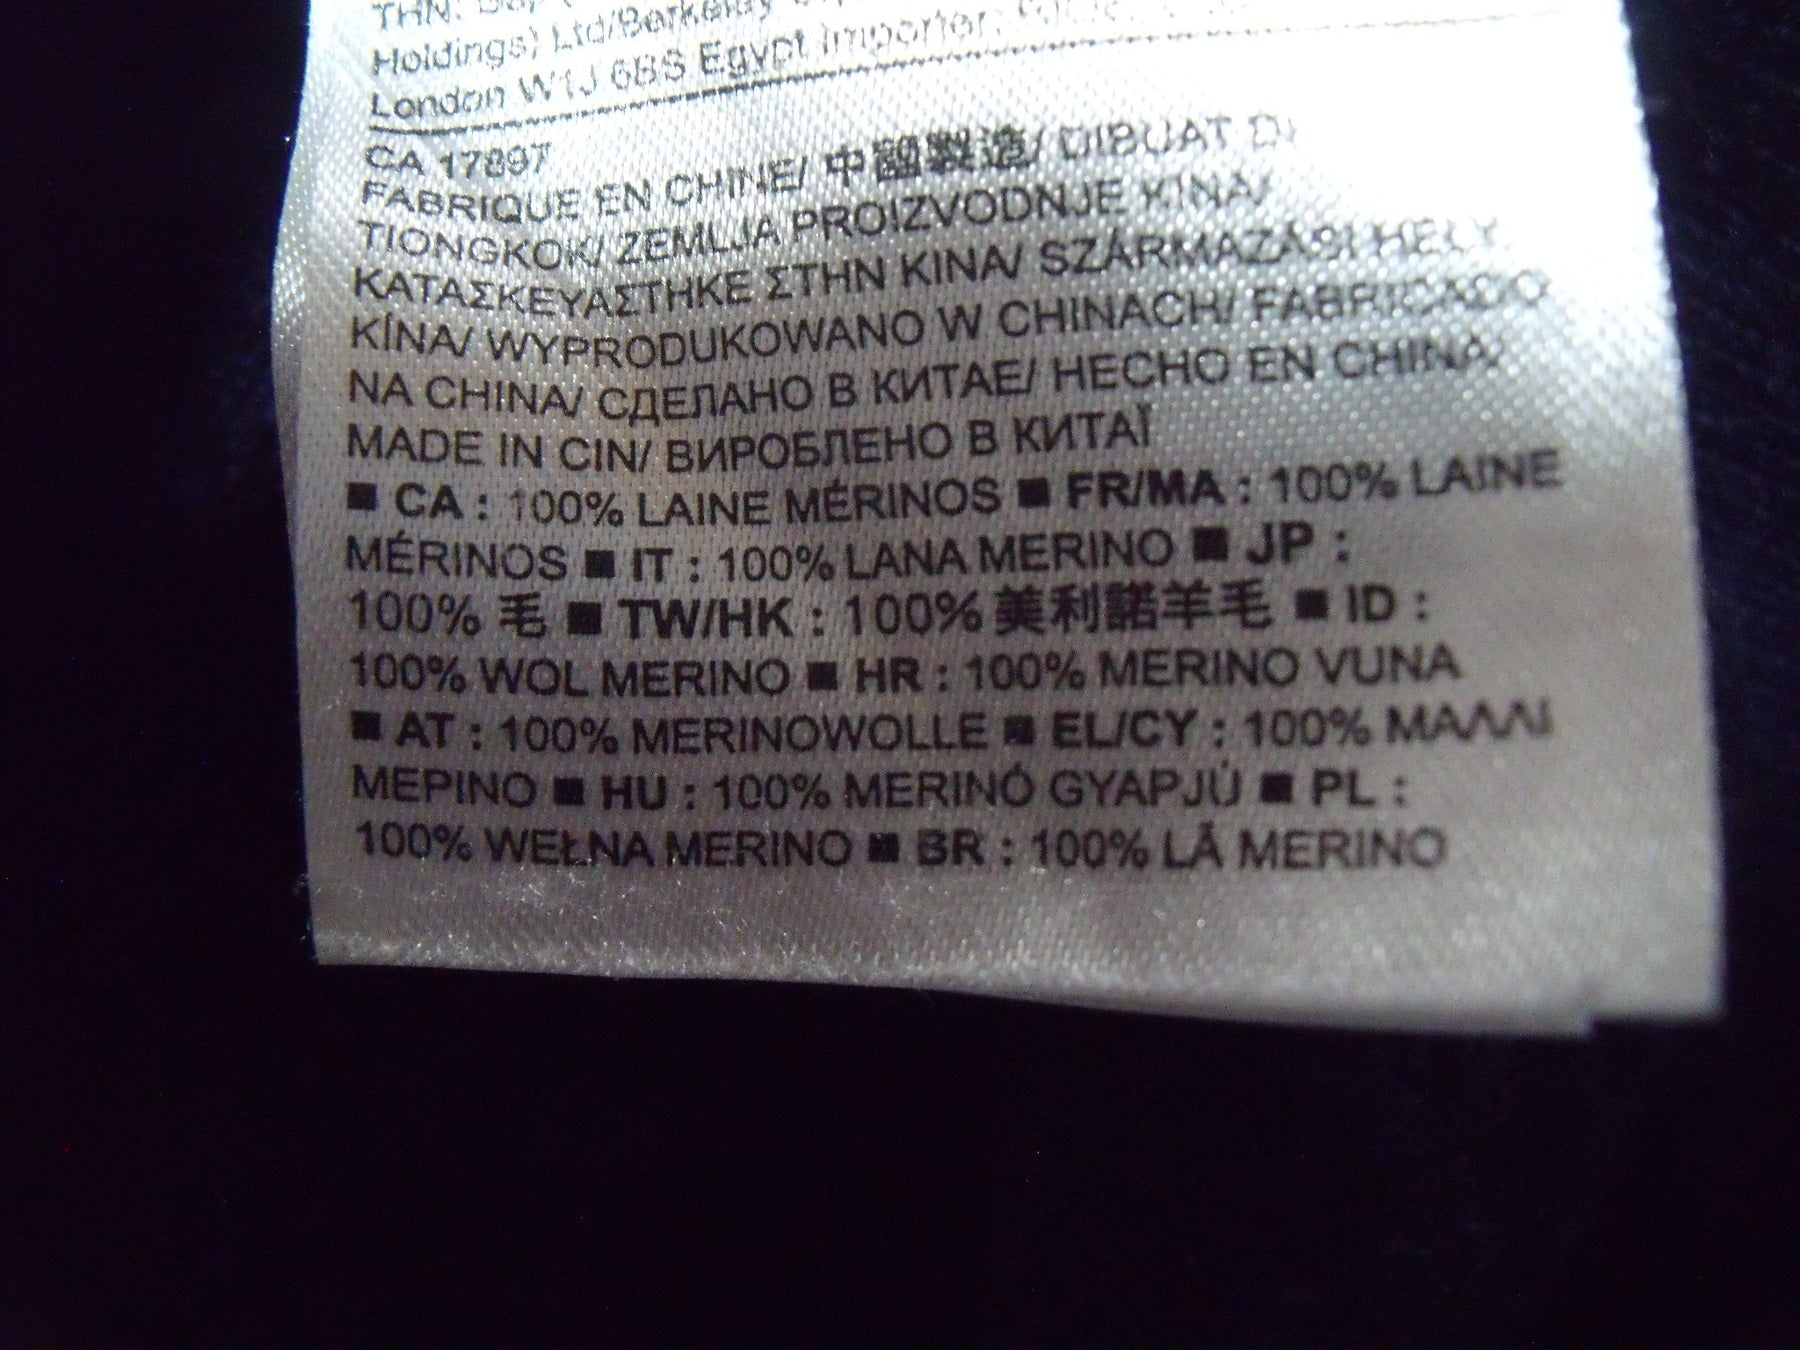 THN: Gap
Holdings) Ltd/Berkeley
London W1J 6BS Egypt Importer:
CA 17897
FABRIQUE EN CHINE/ 中國製造/ DIBUAT DI
TIONGKOK/ ZEMLJA PROIZVODNJE KINA/
ΚΑΤΑΣΚΕΥΑΣΤΗΚΕ ΣΤΗΝ ΚΙΝΑ/ SZÁRMAZÁSI HELY
KÍNA/ WYPRODUKOWANO W CHINACH/ FABRICADO
NA CHINA/ СДЕЛАНО В КИТАЕ/ HECHO EN CHINA/
MADE IN CIN/ ВИРОБЛЕНО В КИТАЇ
■ CA : 100% LAINE MÉRINOS ■ FR/MA : 100% LAINE
MÉRINOS ■ IT : 100% LANA MERINO ■ JP :
100% 毛 ■ TW/HK : 100% 美利諾羊毛 ■ ID :
100% WOL MERINO ■ HR : 100% MERINO VUNA
■ AT : 100% MERINOWOLLE ■ EL/CY : 100% ΜΑΛΛΙ
ΜΕΡΙΝΟ ■ HU : 100% MERINÓ GYAPJÚ ■ PL :
100% WEŁNA MERINO ■ BR : 100% LÃ MERINO